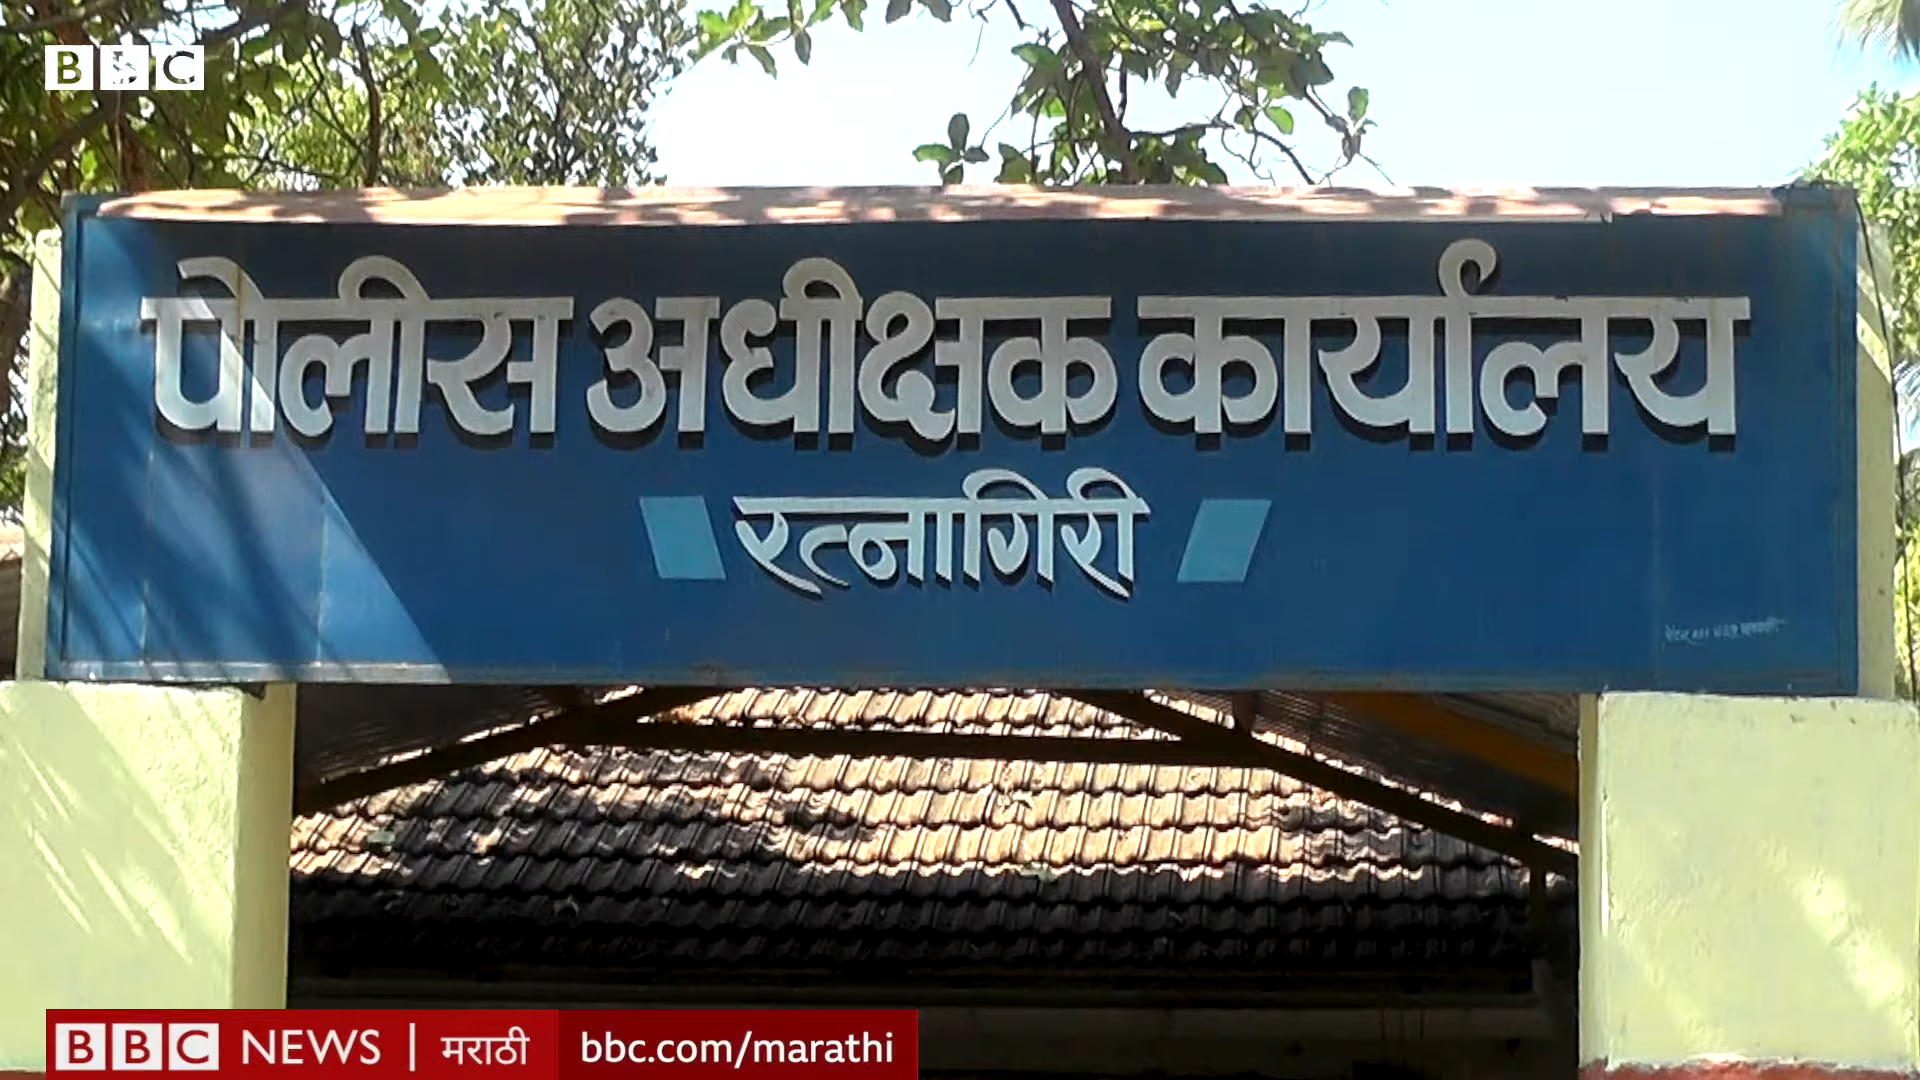 BBC
पोलीस अधीक्षक कार्यालय
रत्नागिरी
BBC NEWS | मराठी bbc.com/marathi